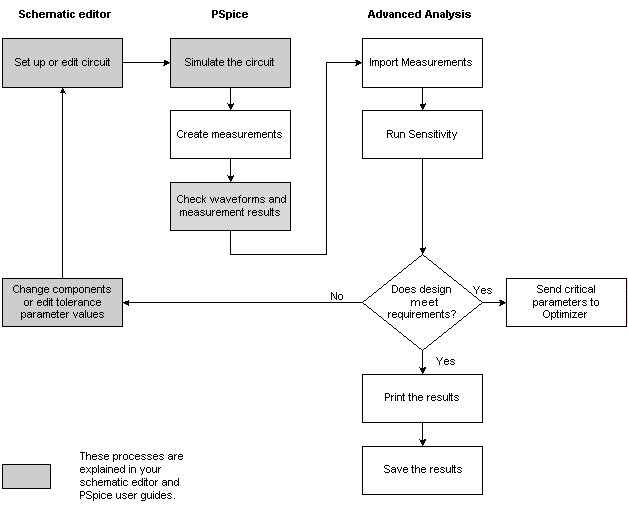 Schematic editor
PSpice
Advanced Analysis
Set up or edit circuit
Simulate the circuit
Import Measurements
Create measurements
Run Sensitivity
Check waveforms and
measurement results
Change components
or edit tolerance
parameter values
No
Does design
meet
requirements?
Yes
Send critical
parameters to
Optimizer
Yes
Print the results
Save the results
These processes are
explained in your
schematic editor and
PSpice user guides.